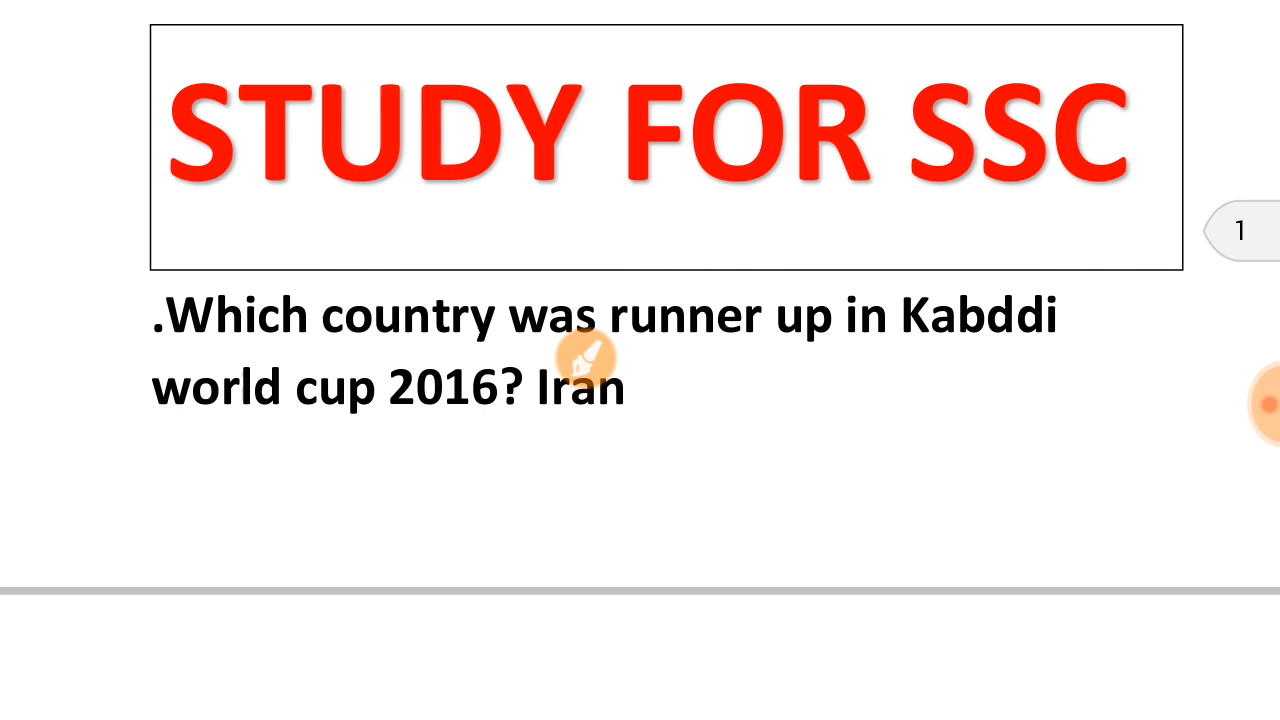 STUDY FOR SSC
1
.Which country was runner up in Kabddi
world cup 2016? Iran